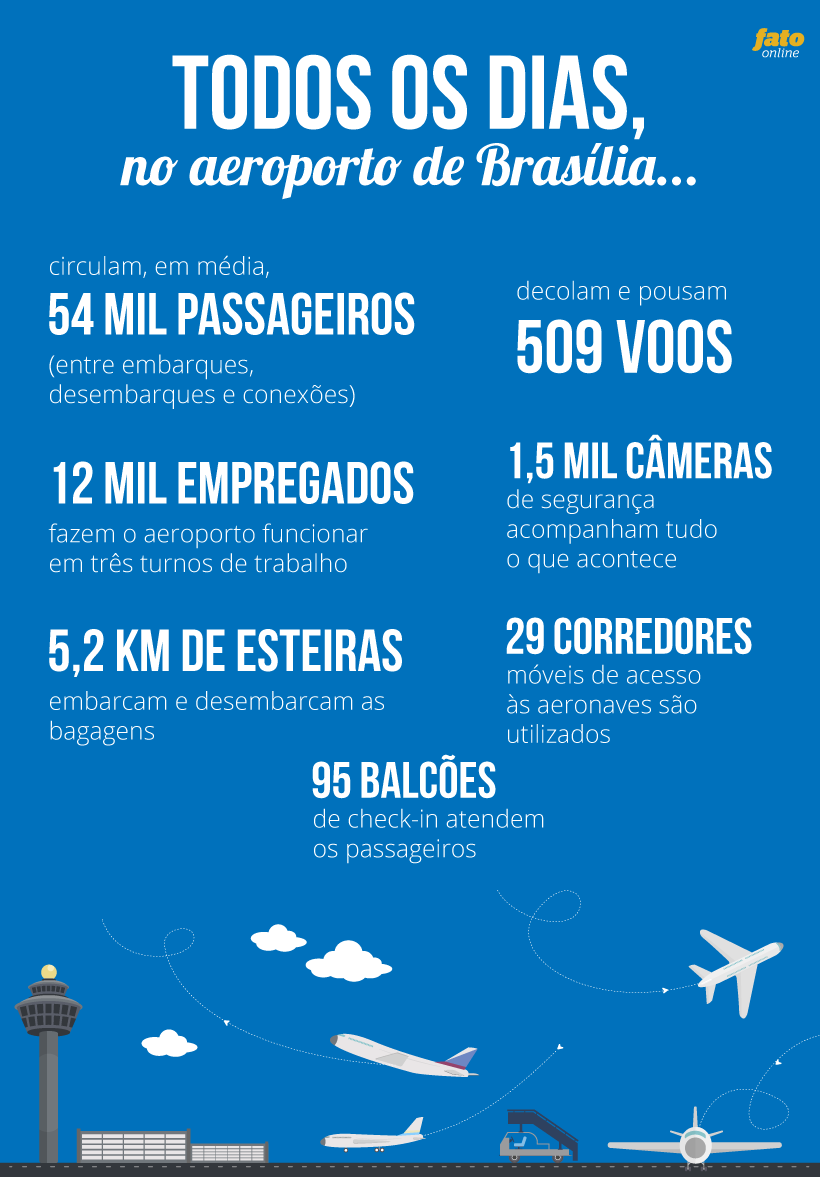 fato
online
TODOS OS DIAS,
no aeroporto de Brasília...
circulam, em média,
54 MIL PASSAGEIROS
(entre embarques,
desembarques e conexões)
decolam e pousam
509 VOOS
12 MIL EMPREGADOS
fazem o aeroporto funcionar
em três turnos de trabalho
1,5 MIL CÂMERAS
de segurança
acompanham tudo
o que acontece
5,2 KM DE ESTEIRAS
embarcam e desembarcam as
bagagens
29 CORREDORES
móveis de acesso
às aeronaves são
utilizados
95 BALCÕES
de check-in atendem
os passageiros